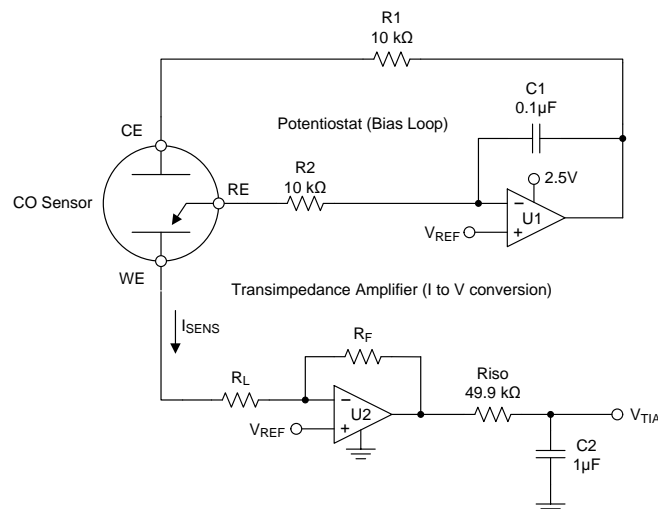 R1
10 kΩ
C1
0.1µF
CE
Potentiostat (Bias Loop)
R2
10 kΩ
RE
2.5V
CO Sensor
U1
VREF
WE
Transimpedance Amplifier (I to V conversion)
ISENS
RF
RL
Riso
49.9 kΩ
U2
VREF
VTIA
C2
1µF